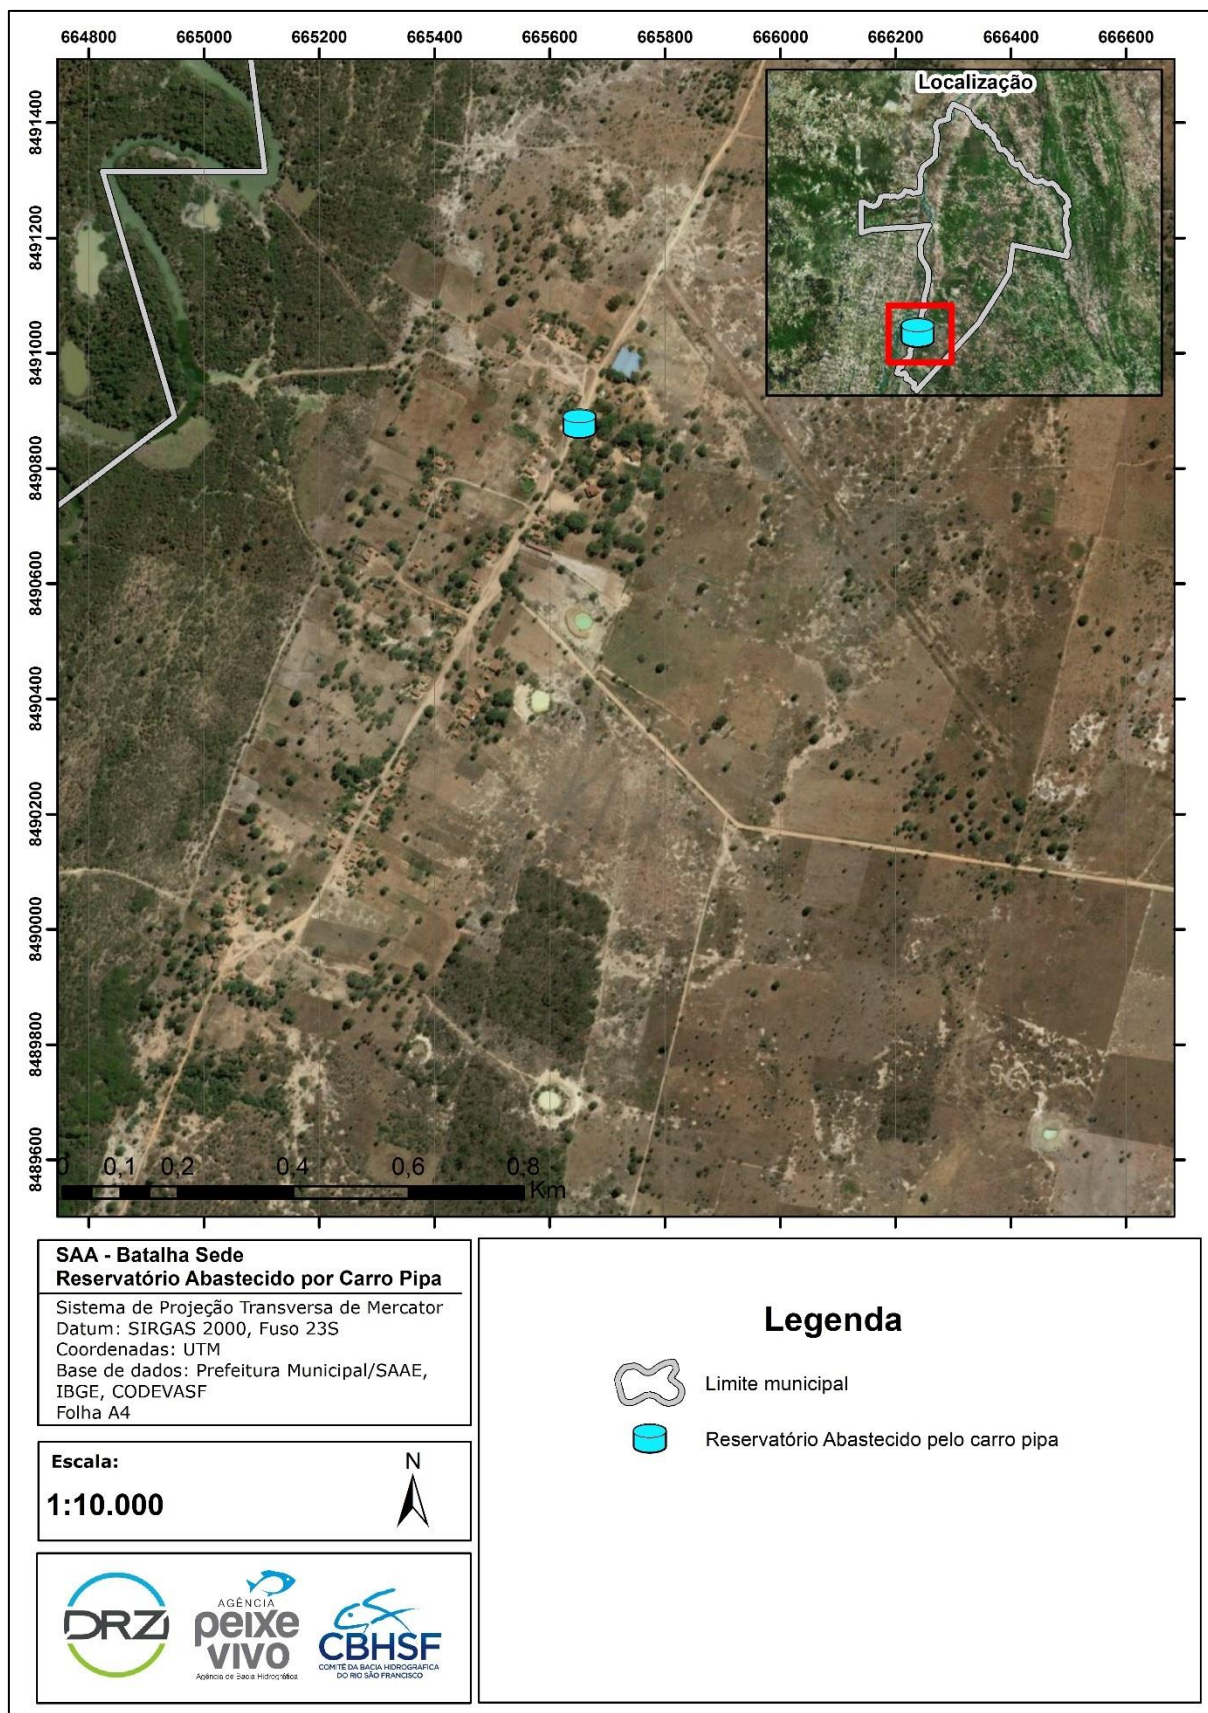 664800 665000 665200 665400 665600 665800 666000 666200 666400 666600
Localização
8491400
8491200
8491000
8490800
8490600
8490400
8490200
8490000
8489800
8489600
0 0,1 0,2 0,4 0,6 0,8
Km
SAA - Batalha Sede
Reservatório Abastecido por Carro Pipa
Sistema de Projeção Transversa de Mercator
Datum: SIRGAS 2000, Fuso 23S
Coordenadas: UTM
Base de dados: Prefeitura Municipal/SAAE,
IBGE, CODEVASF
Folha A4
Escala:
1:10.000
N
DRZ
AGÊNCIA
peixe
VIVO
Agência de Bacia Hidrográfica
CBHSF
COMITÊ DA BACIA HIDROGRÁFICA
DO RIO SÃO FRANCISCO
Legenda
Limite municipal
Reservatório Abastecido pelo carro pipa